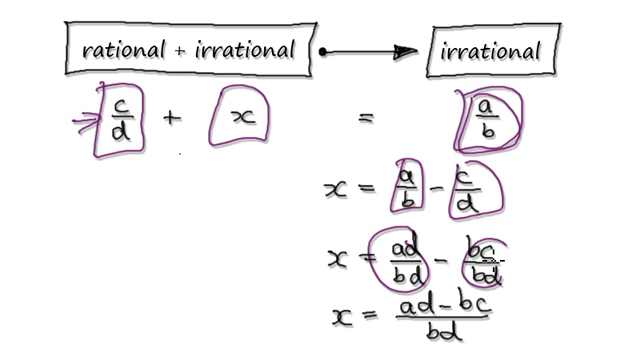 rational + irrational irrational
c/d + x = a/b
x = a/b - c/d
x = ad/bd - bc/bd
x = ad-bc/bd